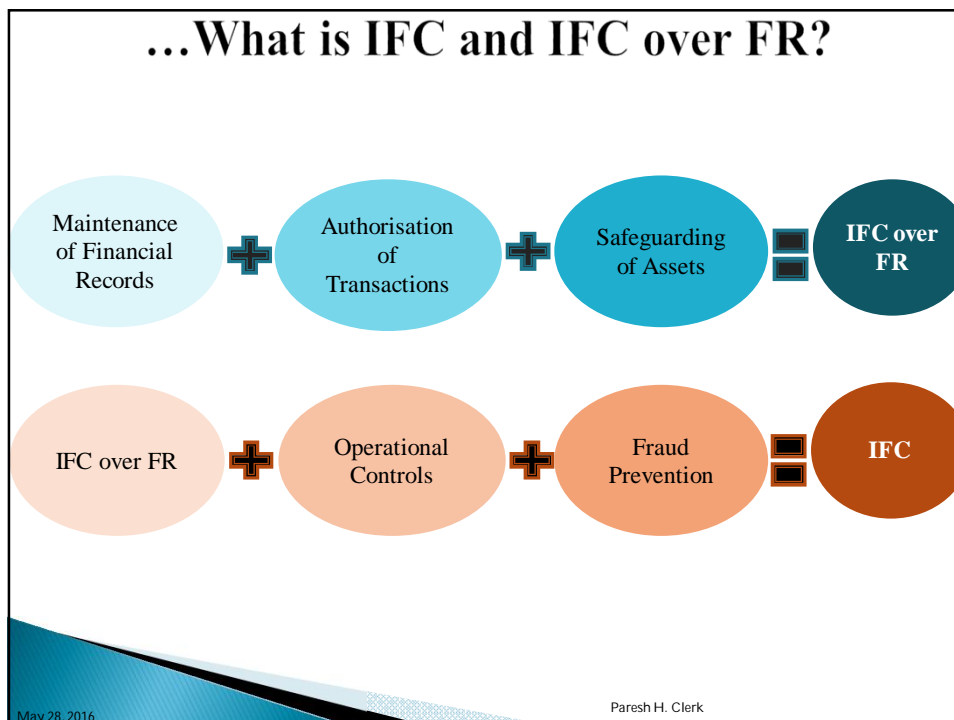 ...What is IFC and IFC over FR?
Maintenance
of Financial
Records
Authorisation
of
Transactions
Safeguarding
of Assets
IFC over
FR
IFC over FR
Operational
Controls
Fraud
Prevention
IFC
May 28, 2016
Paresh H. Clerk